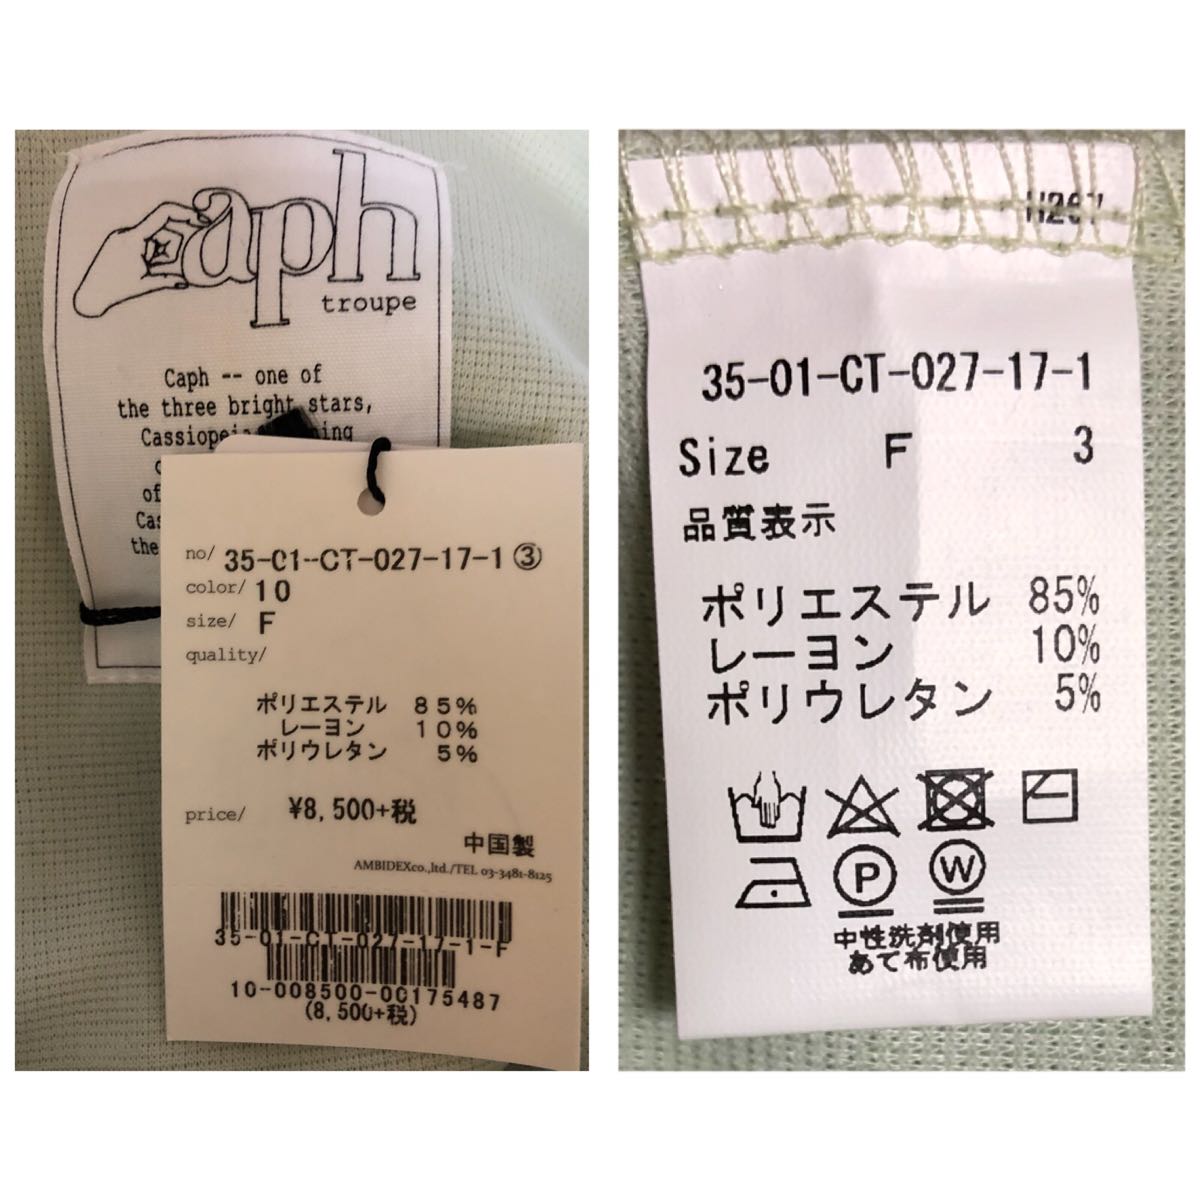 Caph
troupe
Caph -- one of
the three bright stars,
of
the
no/ 35-01-CT-027-17-1 ③
color/ 10
size/ F
quality/
ポリエステル 85%
レーヨン 10%
ポリウレタン 5%
price/ ¥8,500+税
中国製
AMBIDEXco.,ltd./TEL 03-3481-8125
35-01-CT-027-17-1-F
10-008500-00175487
(8,500+税)
35-01-CT-027-17-1
Size F 3
品質表示
ポリエステル 85%
レーヨン 10%
ポリウレタン 5%
P W
中性洗剤使用
あて布使用